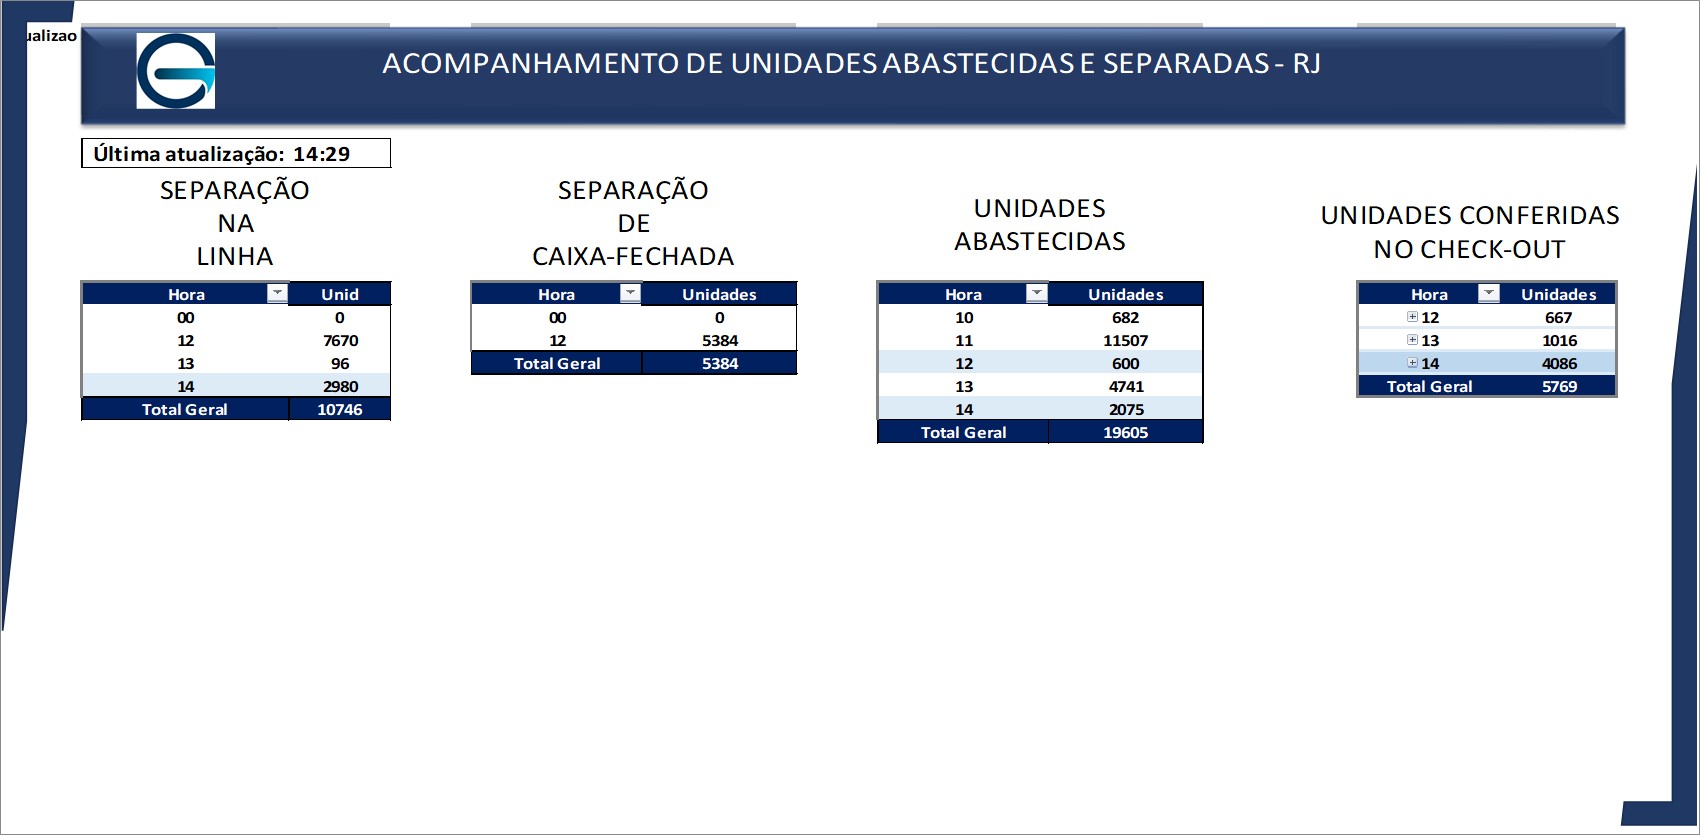 ualizao
ACOMPANHAMENTO DE UNIDADES ABASTECIDAS E SEPARADAS - RJ
Última atualização: 14:29
SEPARAÇÃO
NA
LINHA
Hora Unid
00 0
12 7670
13 96
14 2980
Total Geral 10746
SEPARAÇÃO
DE
CAIXA-FECHADA
Hora Unidades
00 0
12 5384
Total Geral 5384
UNIDADES
ABASTECIDAS
Hora Unidades
10 682
11 11507
12 600
13 4741
14 2075
Total Geral 19605
UNIDADES CONFERIDAS
NO CHECK-OUT
Hora Unidades
12 667
13 1016
14 4086
Total Geral 5769